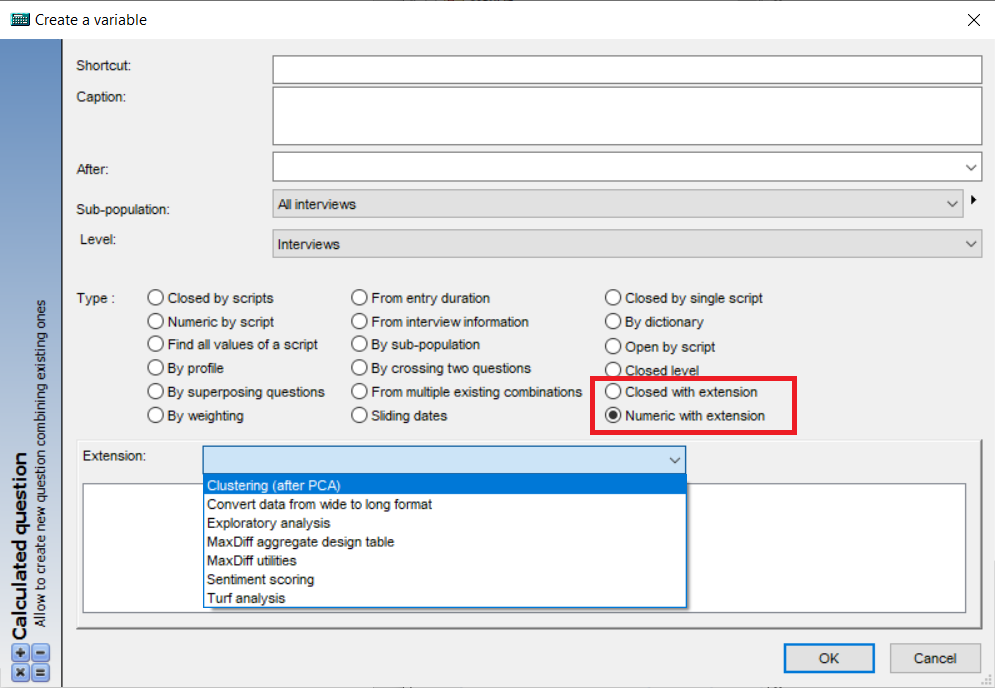 Create a variable
Shortcut:
Caption:
After:
Sub-population:
All interviews
Level:
Interviews
Type :
Closed by scripts
From entry duration
Closed by single script
Numeric by script
From interview information
By dictionary
Find all values of a script
By sub-population
Open by script
By profile
By crossing two questions
Closed level
By superposing questions
From multiple existing combinations
Closed with extension
By weighting
Sliding dates
Numeric with extension
Extension:
Clustering (after PCA)
Convert data from wide to long format
Exploratory analysis
MaxDiff aggregate design table
MaxDiff utilities
Sentiment scoring
Turf analysis
Calculated question
Allow to create new question combining existing ones
OK
Cancel